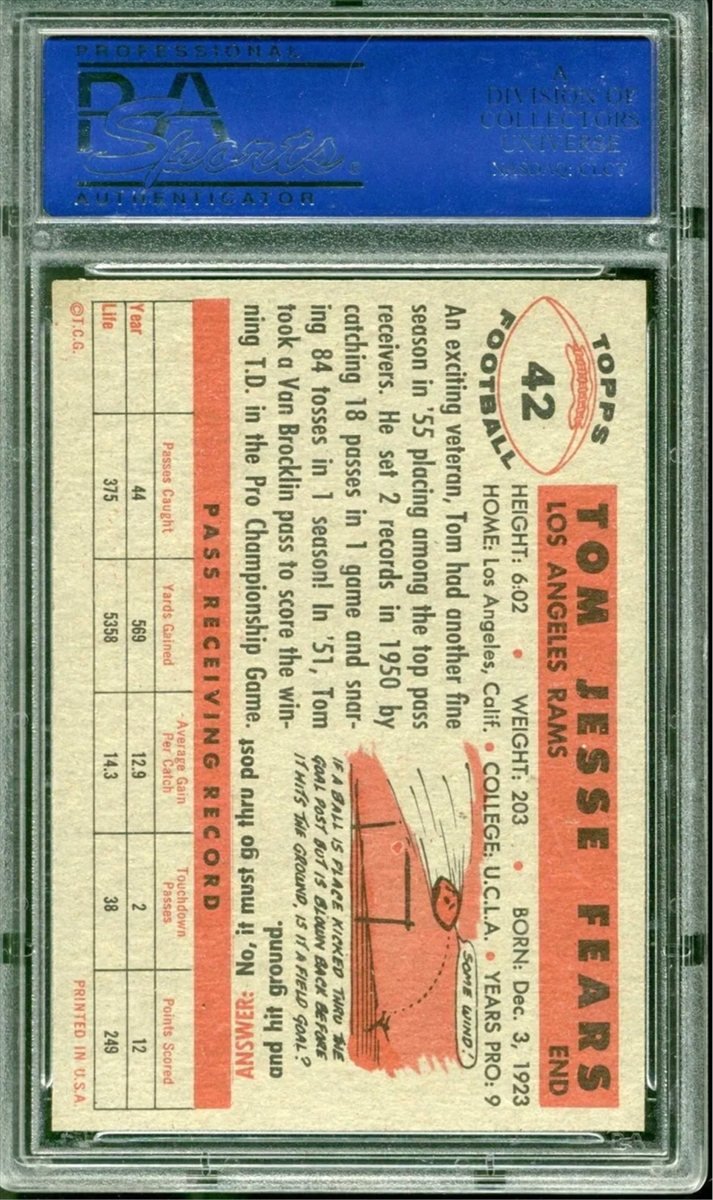 PROFESSIONAL
PSA
Sports®
AUTHENTICATOR
A
DIVISION OF
COLLECTORS
UNIVERSE
NASDAQ: CLCT
TOPPS
42
FOOTBALL
TOM JESSE FEARS
LOS ANGELES RAMS END
HEIGHT: 6:02 • WEIGHT: 203 • BORN: Dec. 3, 1923
HOME: Los Angeles, Calif. • COLLEGE: U.C.L.A. • YEARS PRO: 9
An exciting veteran, Tom had another fine
season in '55 placing among the top pass
receivers. He set 2 records in 1950 by
catching 18 passes in 1 game and snar-
ing 84 tosses in 1 season! In '51, Tom
took a Van Brocklin pass to score the win-
ning T.D. in the Pro Championship Game.
SOME WIND!
IF A BALL IS PLACE KICKED THRU THE
GOAL POST BUT IS BLOWN BACK BEFORE
IT HITS THE GROUND, IS IT A FIELD GOAL?
ANSWER: No, it must go thru post
and hit ground.
PASS RECEIVING RECORD
Year Passes Caught Yards Gained Average Gain Per Catch Touchdown Passes Points Scored
Year 44 569 12.9 2 12
Life 375 5358 14.3 38 249
©T.C.G. PRINTED IN U.S.A.